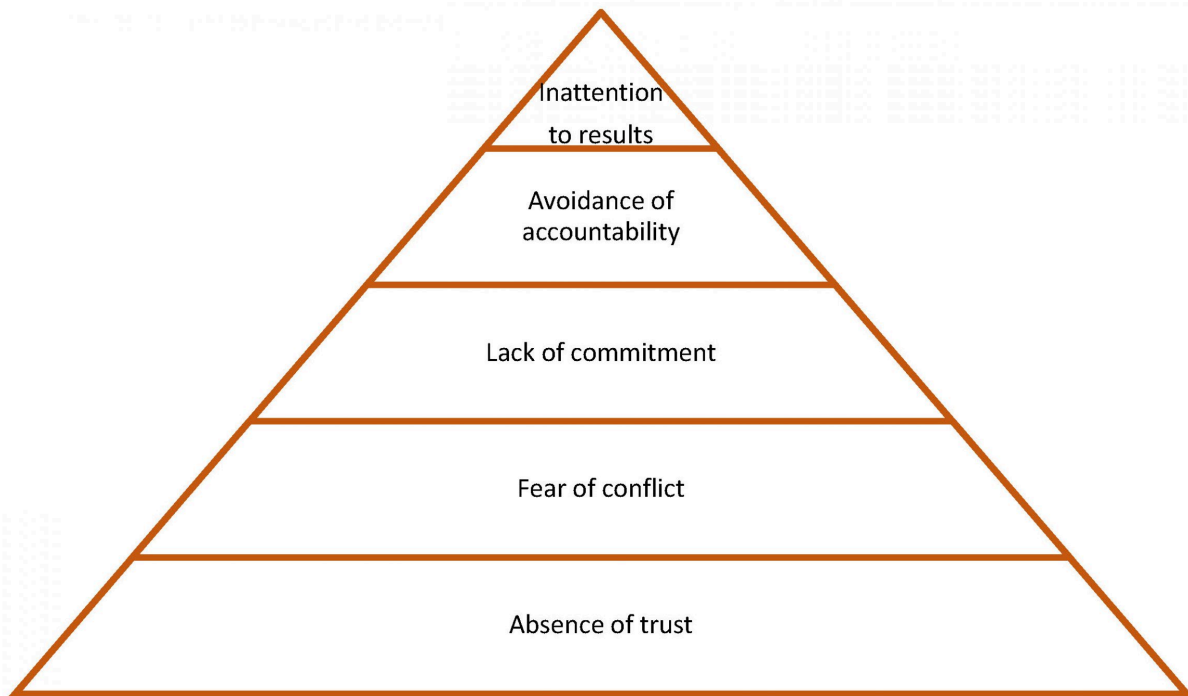 Inattention
to results
Avoidance of
accountability
Lack of commitment
Fear of conflict
Absence of trust